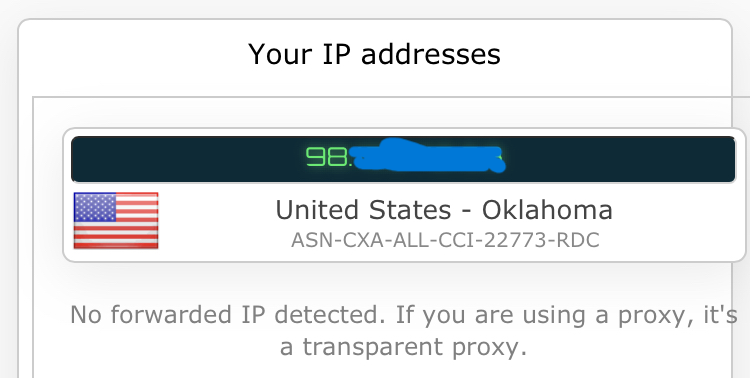 Your IP addresses
98.
United States - Oklahoma
ASN-CXA-ALL-CCI-22773-RDC
No forwarded IP detected. If you are using a proxy, it's
a transparent proxy.